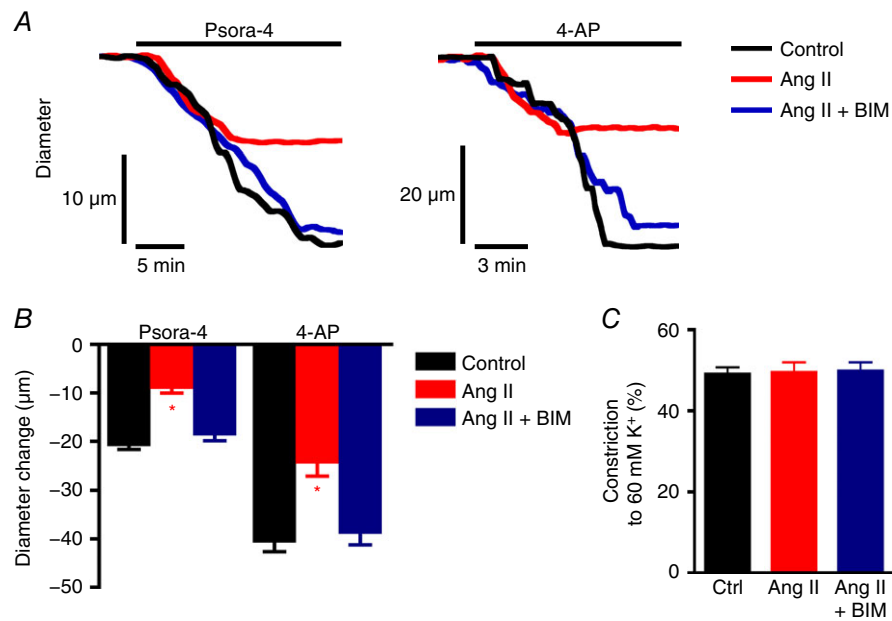 A
Psora-4
4-AP
Control
Ang II
Ang II + BIM
Diameter
10 µm
5 min
20 µm
3 min
B
Psora-4
4-AP
Diameter change (µm)
0
−10
−20
−30
−40
−50
*
*
Control
Ang II
Ang II + BIM
C
Constriction
to 60 mM K⁺ (%)
60
40
20
0
Ctrl
Ang II
Ang II
+ BIM